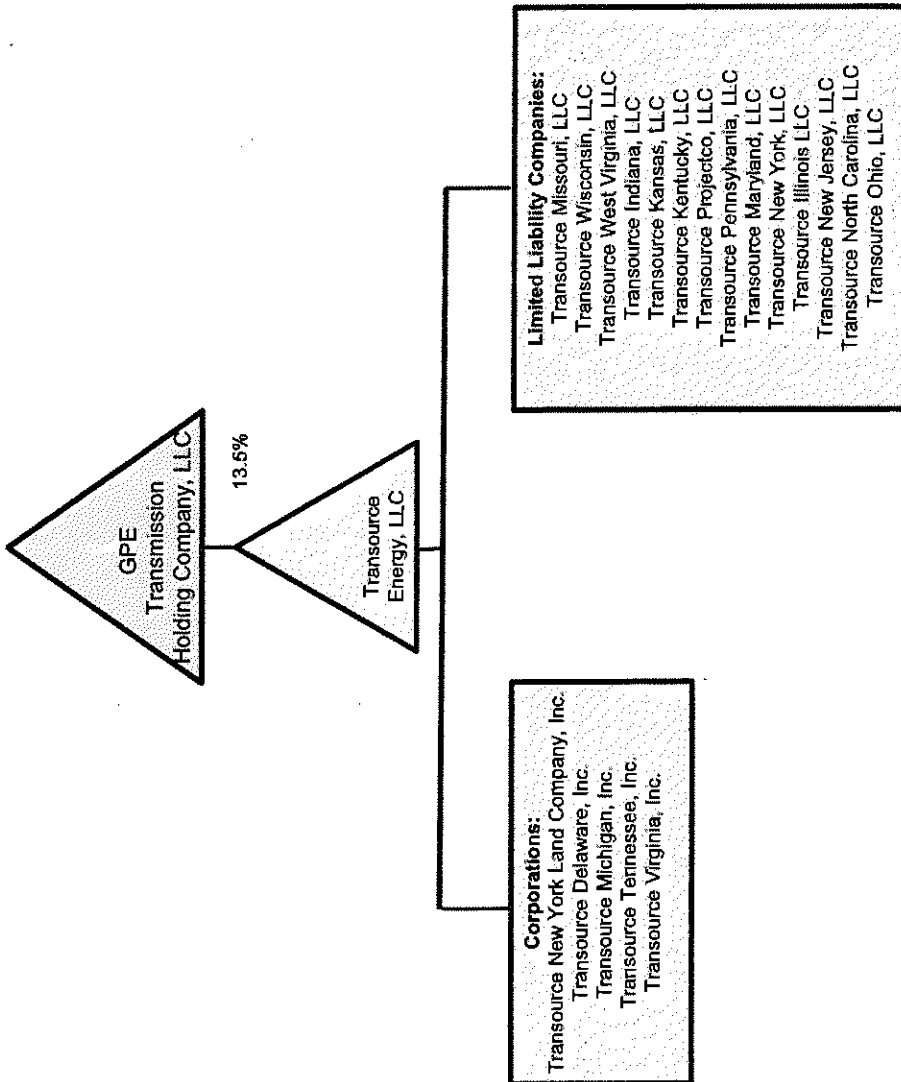 GPE
Transmission
Holding Company, LLC
13.5%
Transource
Energy, LLC
Corporations:
Transource New York Land Company, Inc.
Transource Delaware, Inc.
Transource Michigan, Inc.
Transource Tennessee, Inc.
Transource Virginia, Inc.
Limited Liability Companies:
Transource Missouri, LLC
Transource Wisconsin, LLC
Transource West Virginia, LLC
Transource Indiana, LLC
Transource Kansas, LLC
Transource Kentucky, LLC
Transource Projectco, LLC
Transource Pennsylvania, LLC
Transource Maryland, LLC
Transource New York, LLC
Transource Illinois LLC
Transource New Jersey, LLC
Transource North Carolina, LLC
Transource Ohio, LLC